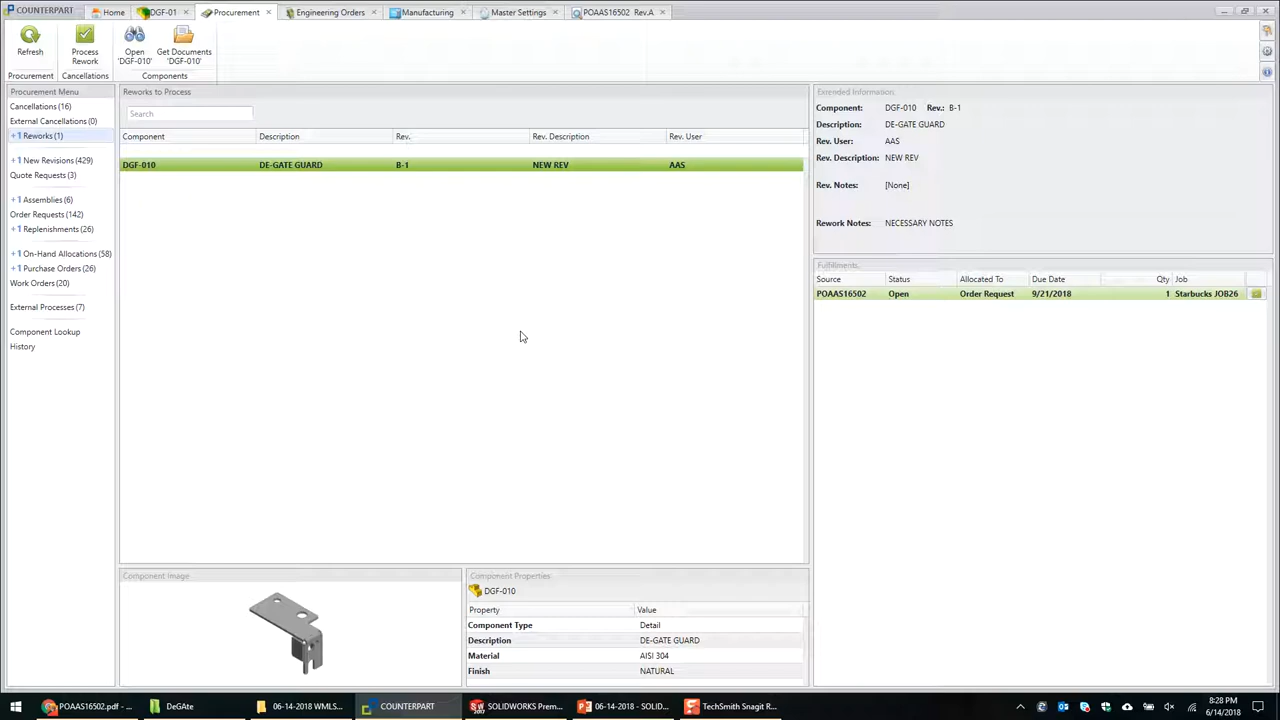 COUNTERPART Home DGF-01 Procurement Engineering Orders Manufacturing Master Settings POAAS16502 Rev.A
Refresh Process Rework Open 'DGF-010' Get Documents 'DGF-010'
Procurement Cancellations Components
Procurement Menu
Cancellations (16)
External Cancellations (0)
+1 Reworks (1)
+1 New Revisions (429)
Quote Requests (3)
+1 Assemblies (6)
Order Requests (142)
+1 Replenishments (26)
+1 On-Hand Allocations (58)
+1 Purchase Orders (26)
Work Orders (20)
External Processes (7)
Component Lookup
History
Reworks to Process
Search
Component Description Rev. Rev. Description Rev. User
DGF-010 DE-GATE GUARD B-1 NEW REV AAS
Component Image
Component Properties
DGF-010
Property Value
Component Type Detail
Description DE-GATE GUARD
Material AISI 304
Finish NATURAL
Extended Information
Component: DGF-010 Rev.: B-1
Description: DE-GATE GUARD
Rev. User: AAS
Rev. Description: NEW REV
Rev. Notes: [None]
Rework Notes: NECESSARY NOTES
Fulfillments
Source Status Allocated To Due Date Qty Job
POAAS16502 Open Order Request 9/21/2018 1 Starbucks JOB26
POAAS16502.pdf - ... DeGAte 06-14-2018 WMLS... COUNTERPART SOLIDWORKS Prem... 06-14-2018 - SOLID... TechSmith Snagit R... 8:28 PM
6/14/2018